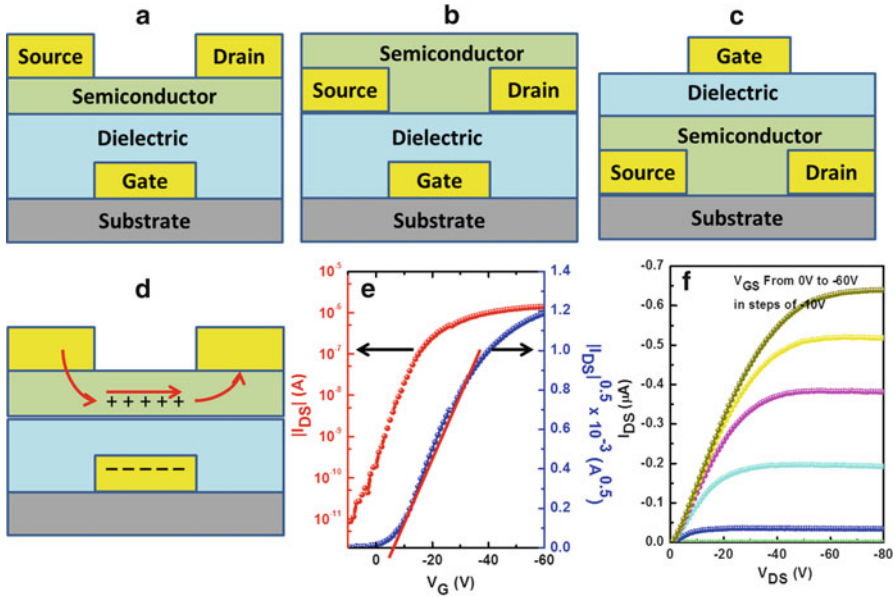 a
Source
Drain
Semiconductor
Dielectric
Gate
Substrate
b
Semiconductor
Source
Drain
Dielectric
Gate
Substrate
c
Gate
Dielectric
Semiconductor
Source
Drain
Substrate
d
+ + + + +
− − − − −
e
10^-5
10^-6
10^-7
10^-8
10^-9
10^-10
10^-11
|I_DS| (A)
0
-20
-40
-60
V_G (V)
1.4
1.2
1.0
0.8
0.6
0.4
0.2
0.0
|I_DS|^0.5 x 10^-3 (A^0.5)
f
V_GS From 0V to -60V
in steps of -10V
-0.7
-0.6
-0.5
-0.4
-0.3
-0.2
-0.1
0.0
I_DS (µA)
0
-20
-40
-60
-80
V_DS (V)